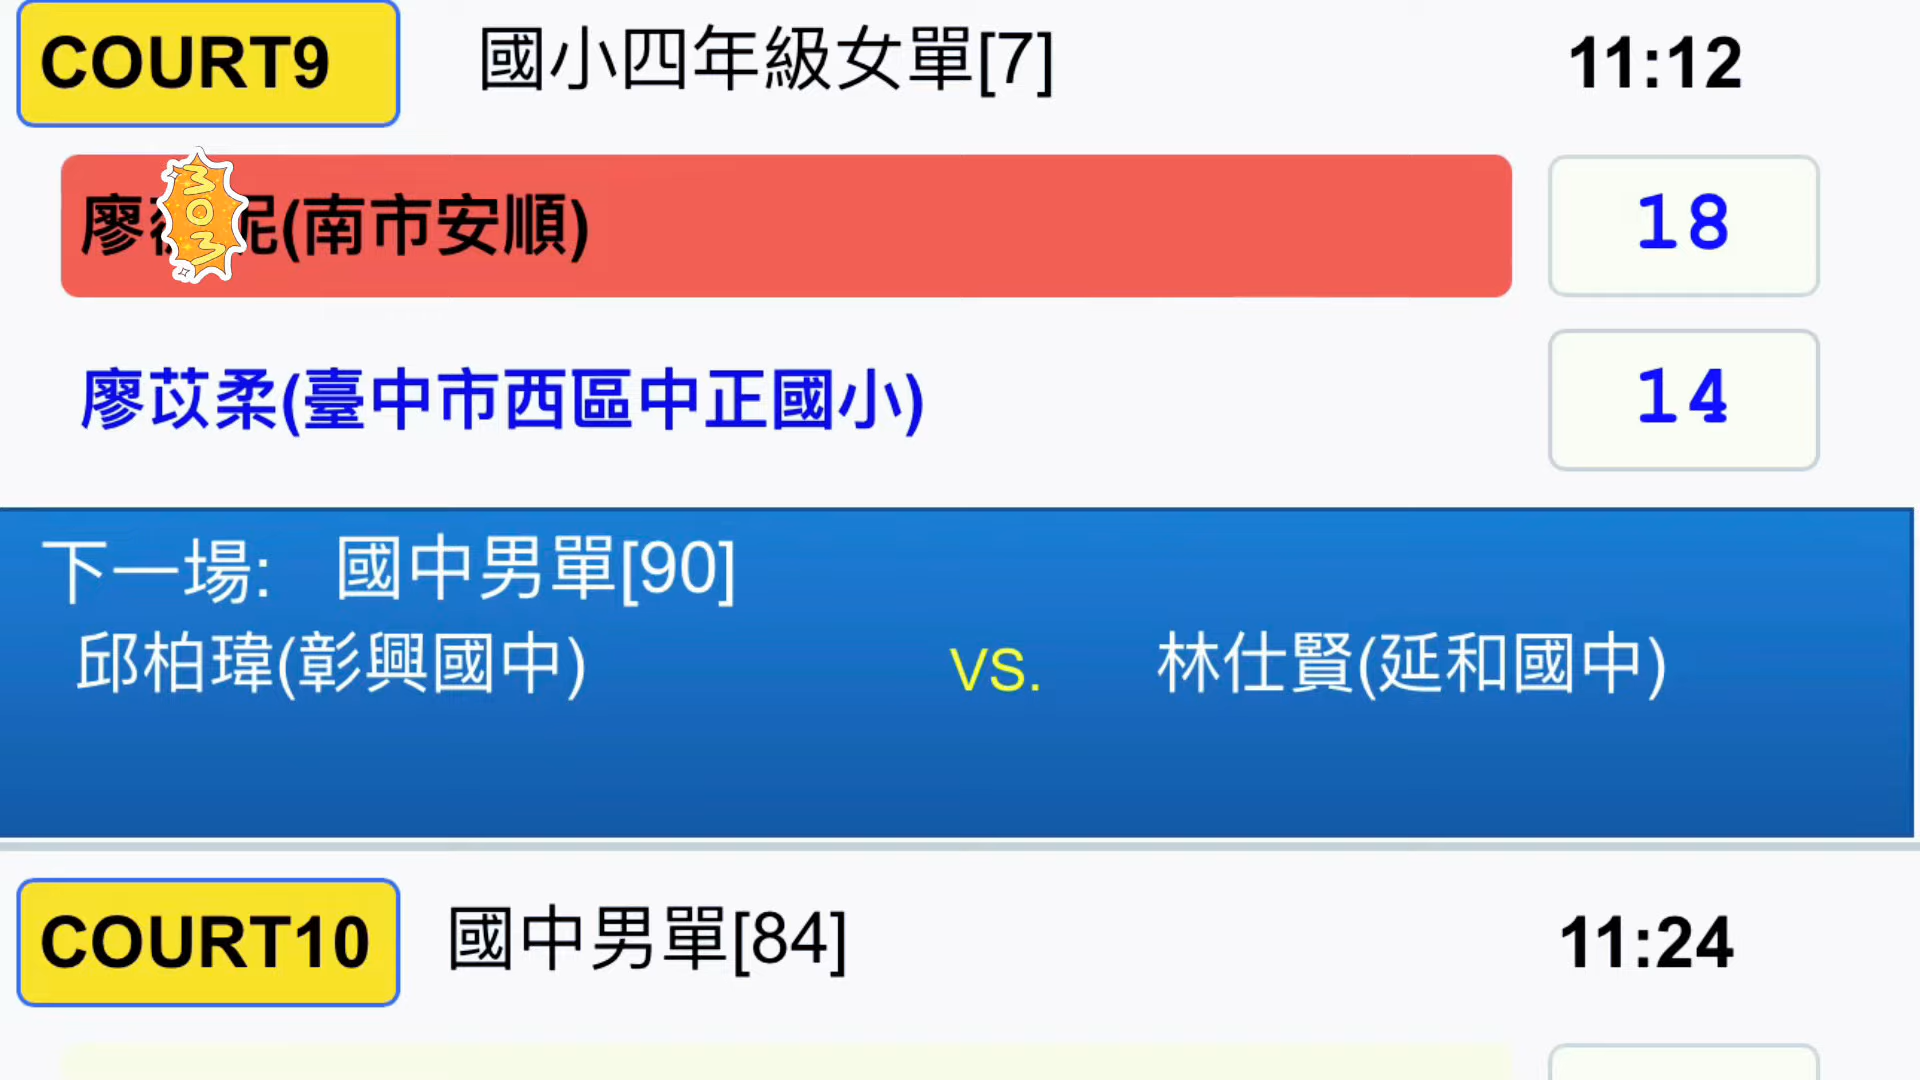 COURT9 國小四年級女單[7] 11:12
廖 妮(南市安順) 18
WOW
廖苡柔(臺中市西區中正國小) 14
下一場: 國中男單[90]
邱柏瑋(彰興國中) VS. 林仕賢(延和國中)
COURT10 國中男單[84] 11:24